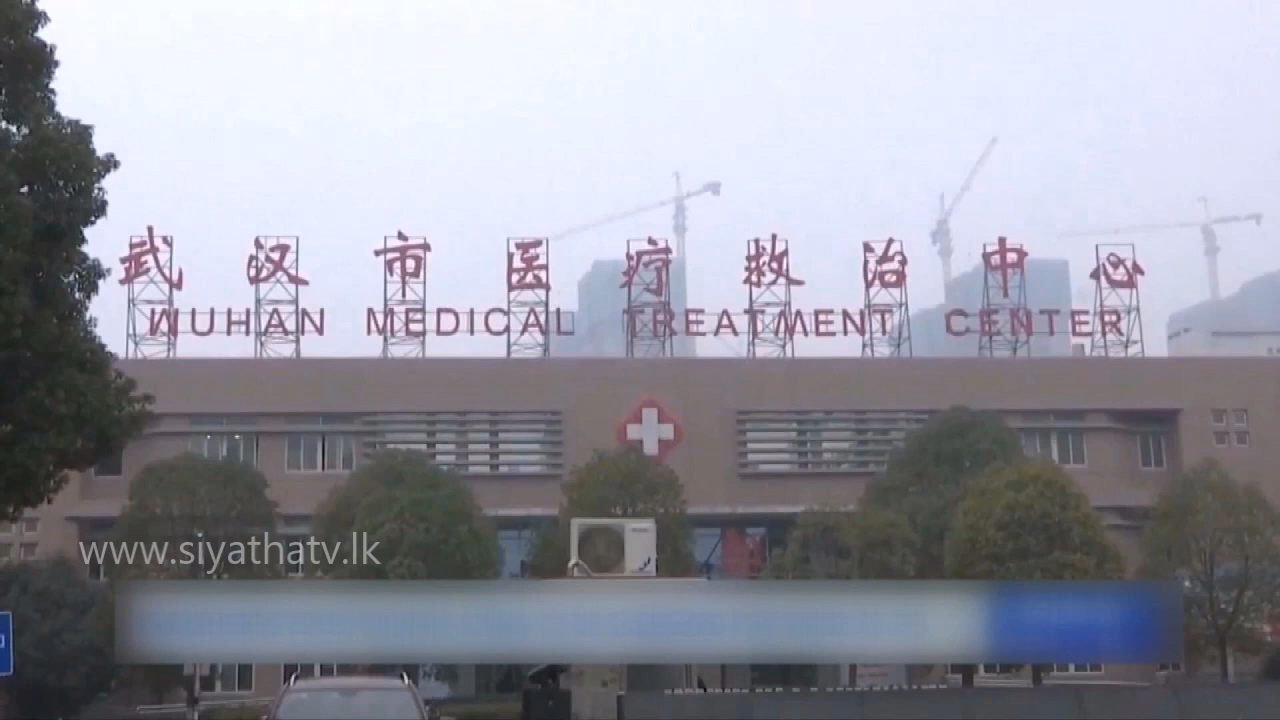 武汉市医疗救治中心
WUHAN MEDICAL TREATMENT CENTER
www.siyathatv.lk